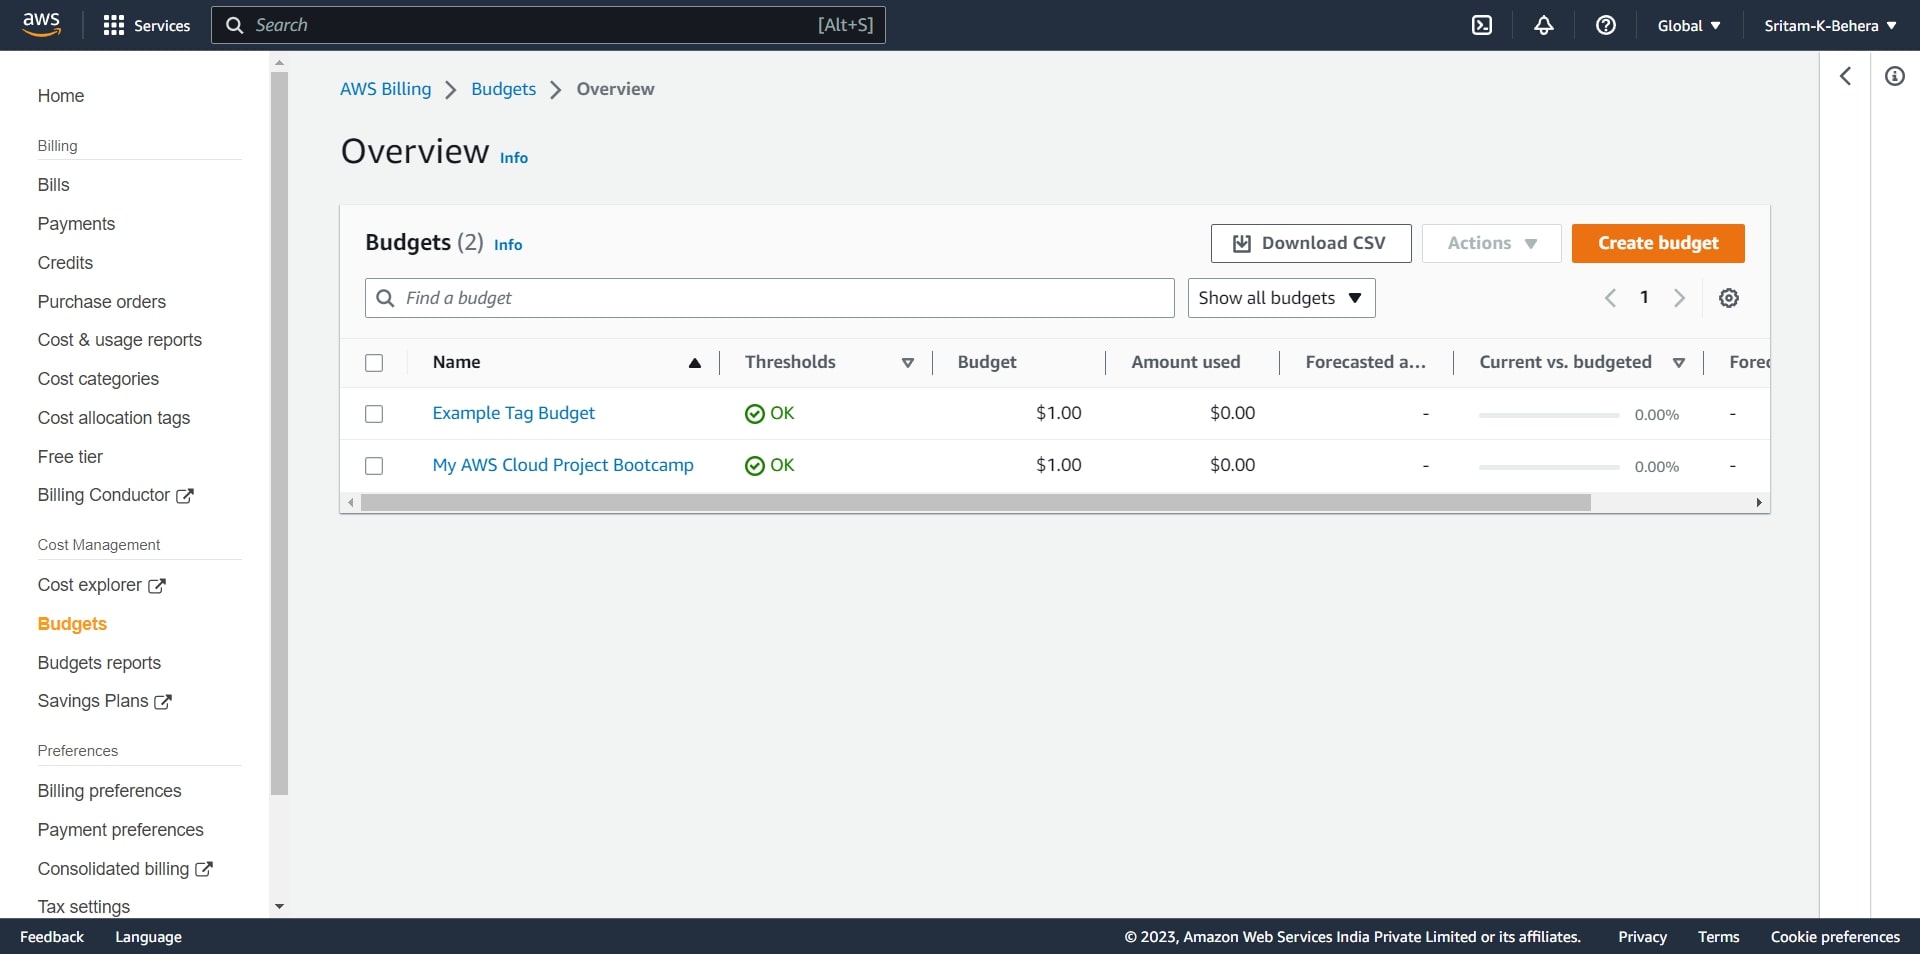 aws
Services
Search [Alt+S]
Global
Sritam-K-Behera
Home
Billing
Bills
Payments
Credits
Purchase orders
Cost & usage reports
Cost categories
Cost allocation tags
Free tier
Billing Conductor
Cost Management
Cost explorer
Budgets
Budgets reports
Savings Plans
Preferences
Billing preferences
Payment preferences
Consolidated billing
Tax settings
AWS Billing > Budgets > Overview
Overview Info
Budgets (2) Info
Download CSV
Actions
Create budget
Find a budget
Show all budgets
1
Name Thresholds Budget Amount used Forecasted a... Current vs. budgeted Forec
Example Tag Budget OK $1.00 $0.00 - 0.00% -
My AWS Cloud Project Bootcamp OK $1.00 $0.00 - 0.00% -
Feedback Language © 2023, Amazon Web Services India Private Limited or its affiliates. Privacy Terms Cookie preferences